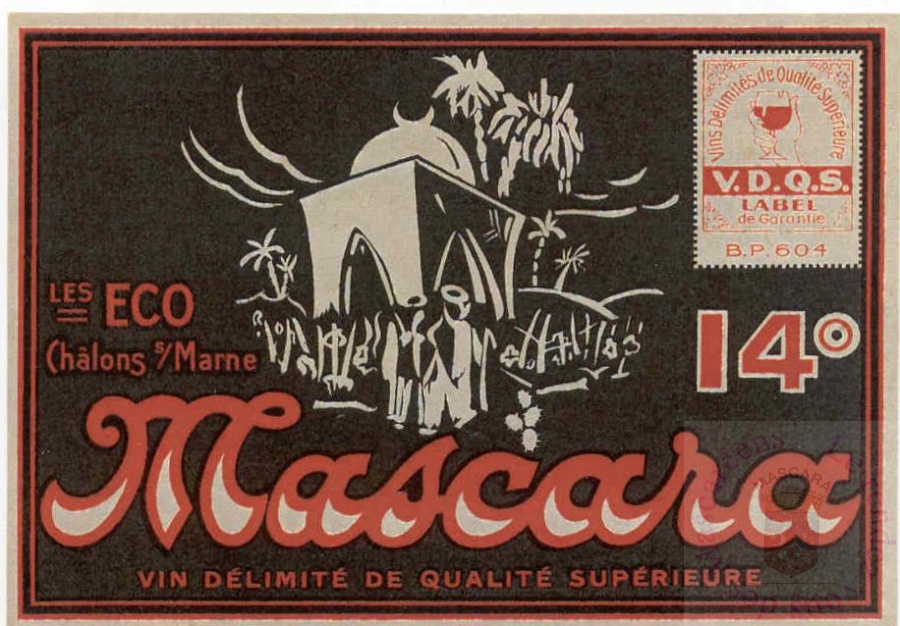 Vins Délimités de Qualité Supérieure
V.D.Q.S.
LABEL
de Garantie
B.P. 604
LES ECO
Châlons s/Marne
14°
Mascara
VIN DÉLIMITÉ DE QUALITÉ SUPÉRIEURE
MASCARA